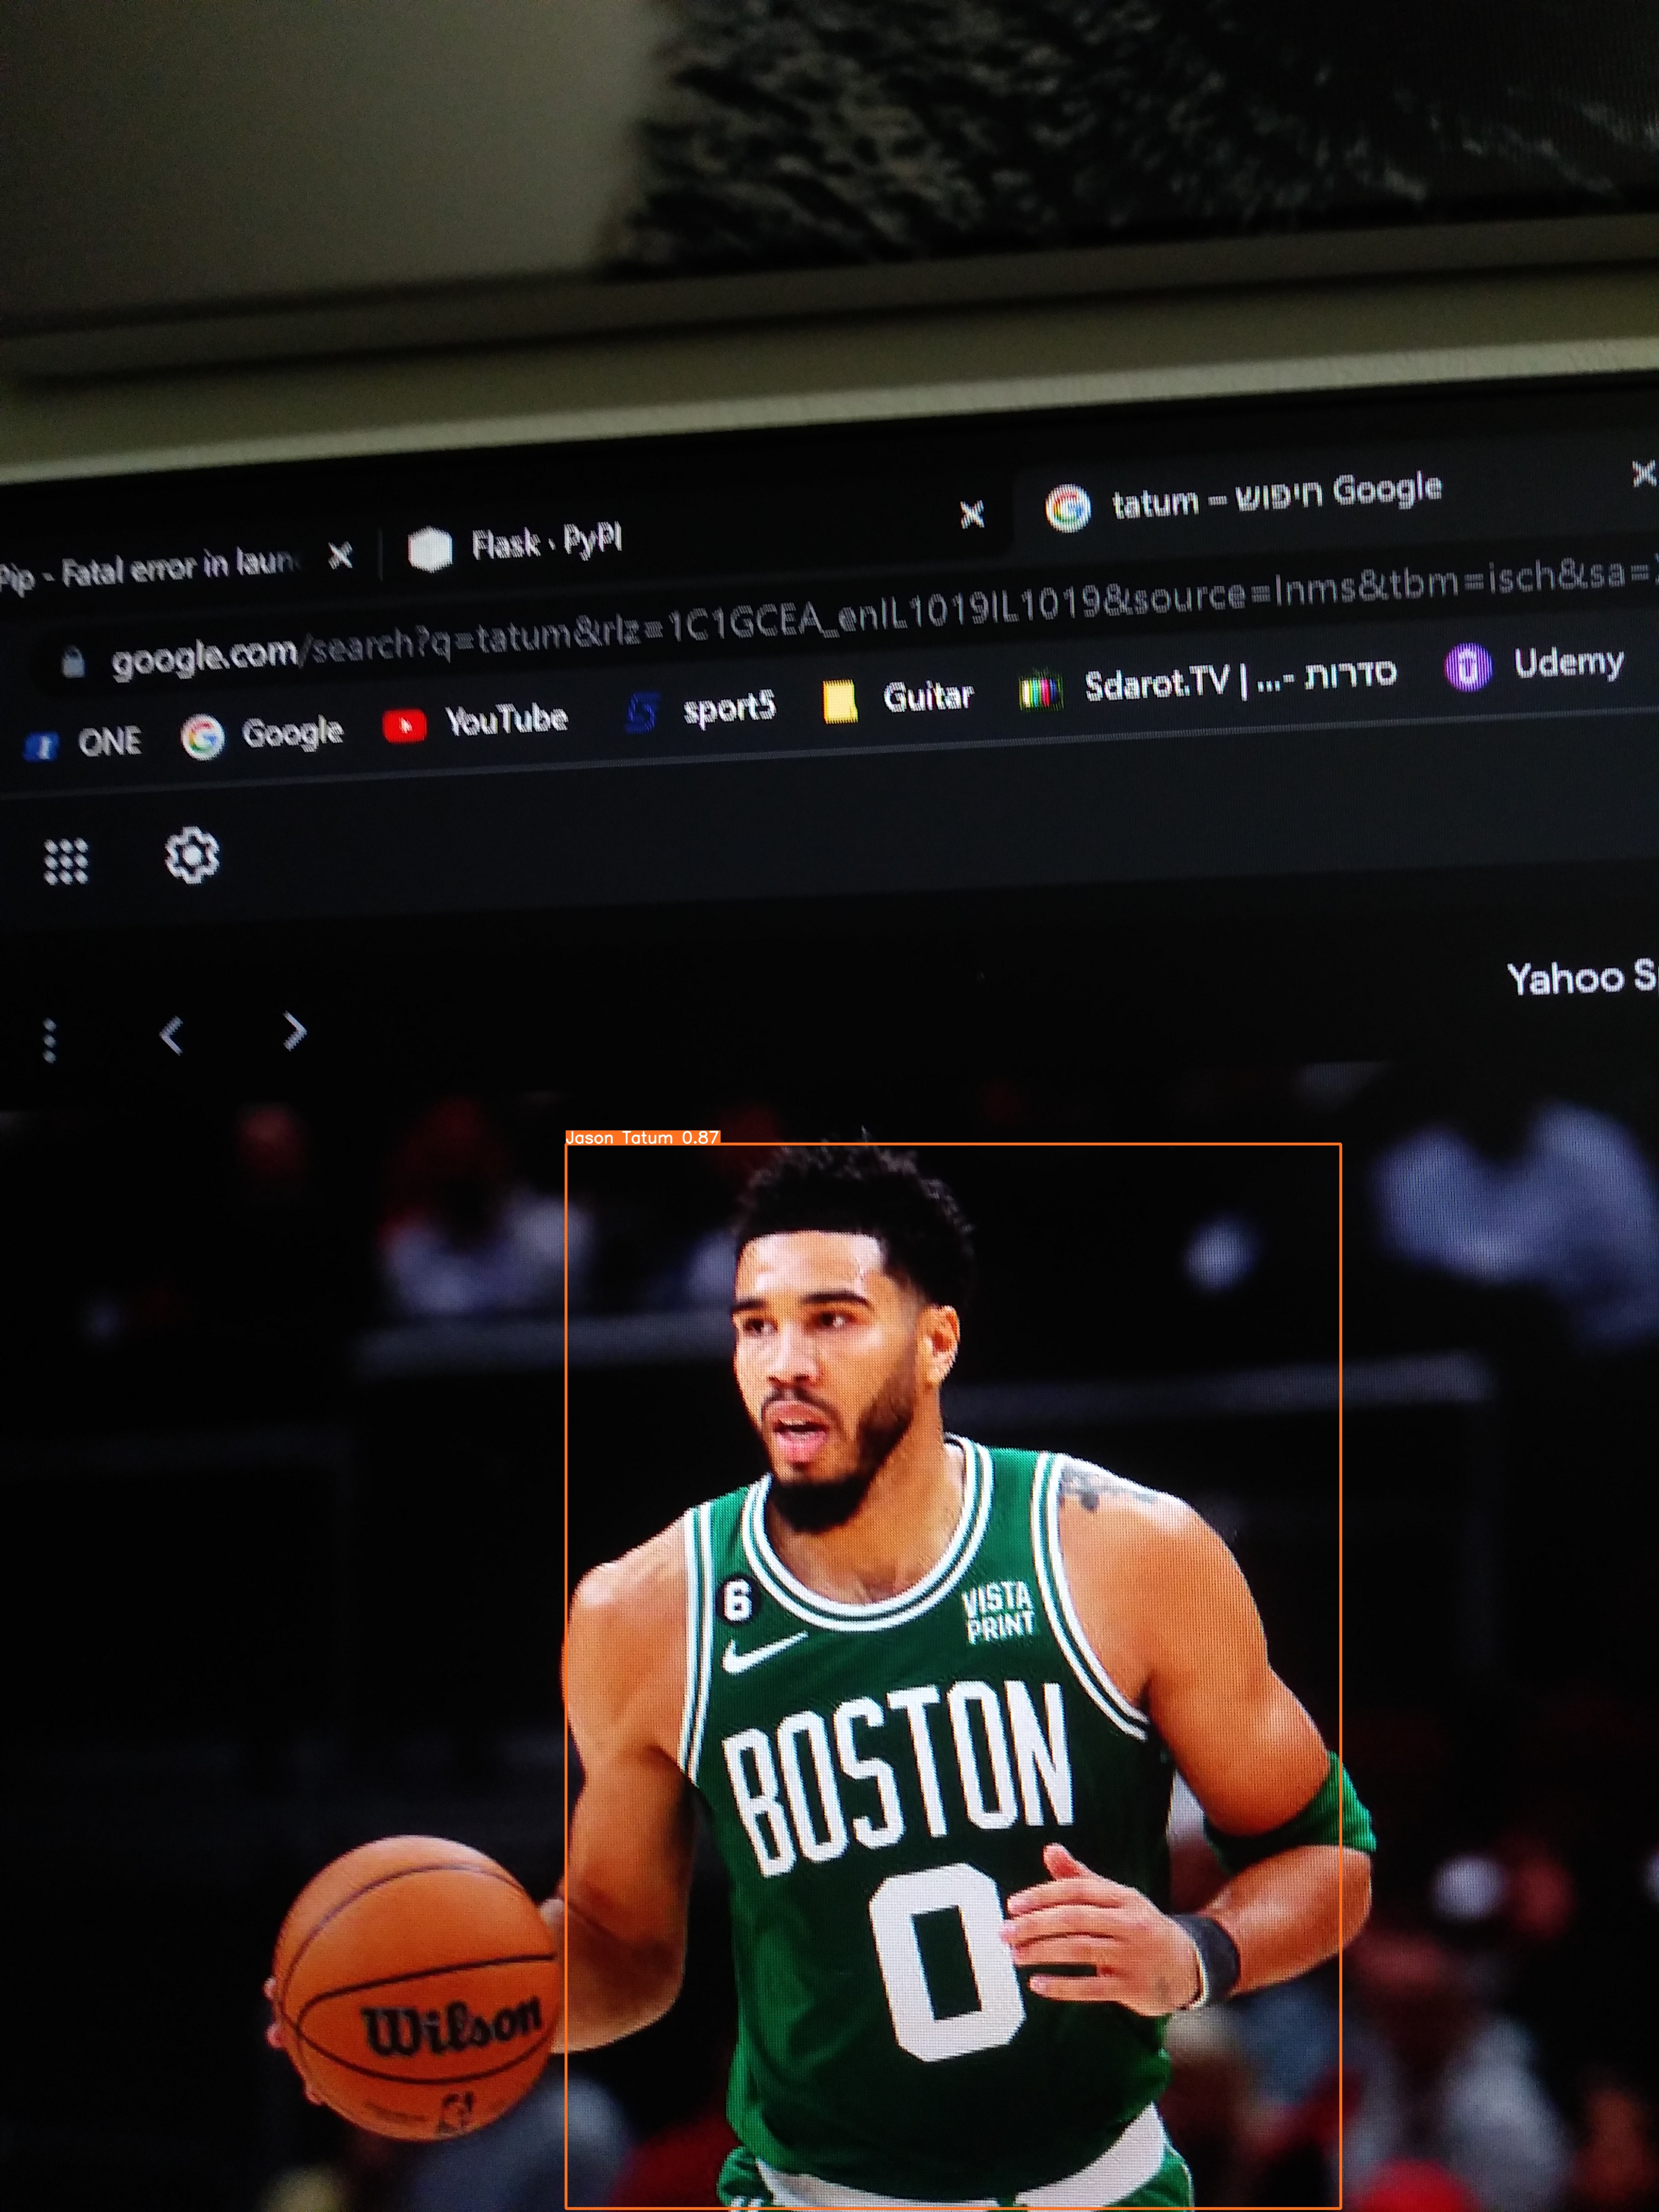 Pip - Fatal error in laun
Flask · PyPI
tatum – חיפוש Google
google.com/search?q=tatum&rlz=1C1GCEA_enIL1019IL1019&source=lnms&tbm=isch&sa=
ONE
Google
YouTube
sport5
Guitar
Sdarot.TV | ...- סדרות
Udemy
Yahoo S
Jason Tatum 0.87
6
VISTA
PRINT
BOSTON
0
Wilson